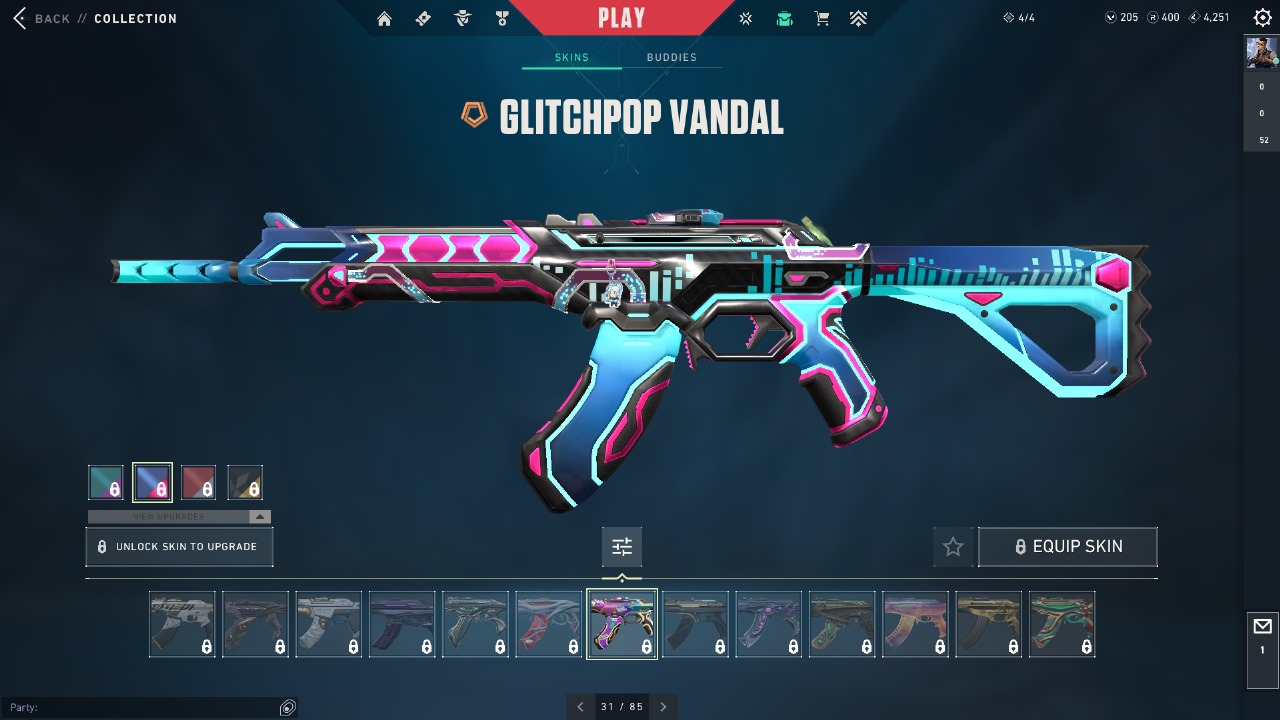 BACK // COLLECTION
PLAY
4/4
205
400
4,251
SKINS
BUDDIES
0
0
52
GLITCHPOP VANDAL
VIEW UPGRADES
UNLOCK SKIN TO UPGRADE
EQUIP SKIN
1
Party:
31 / 85